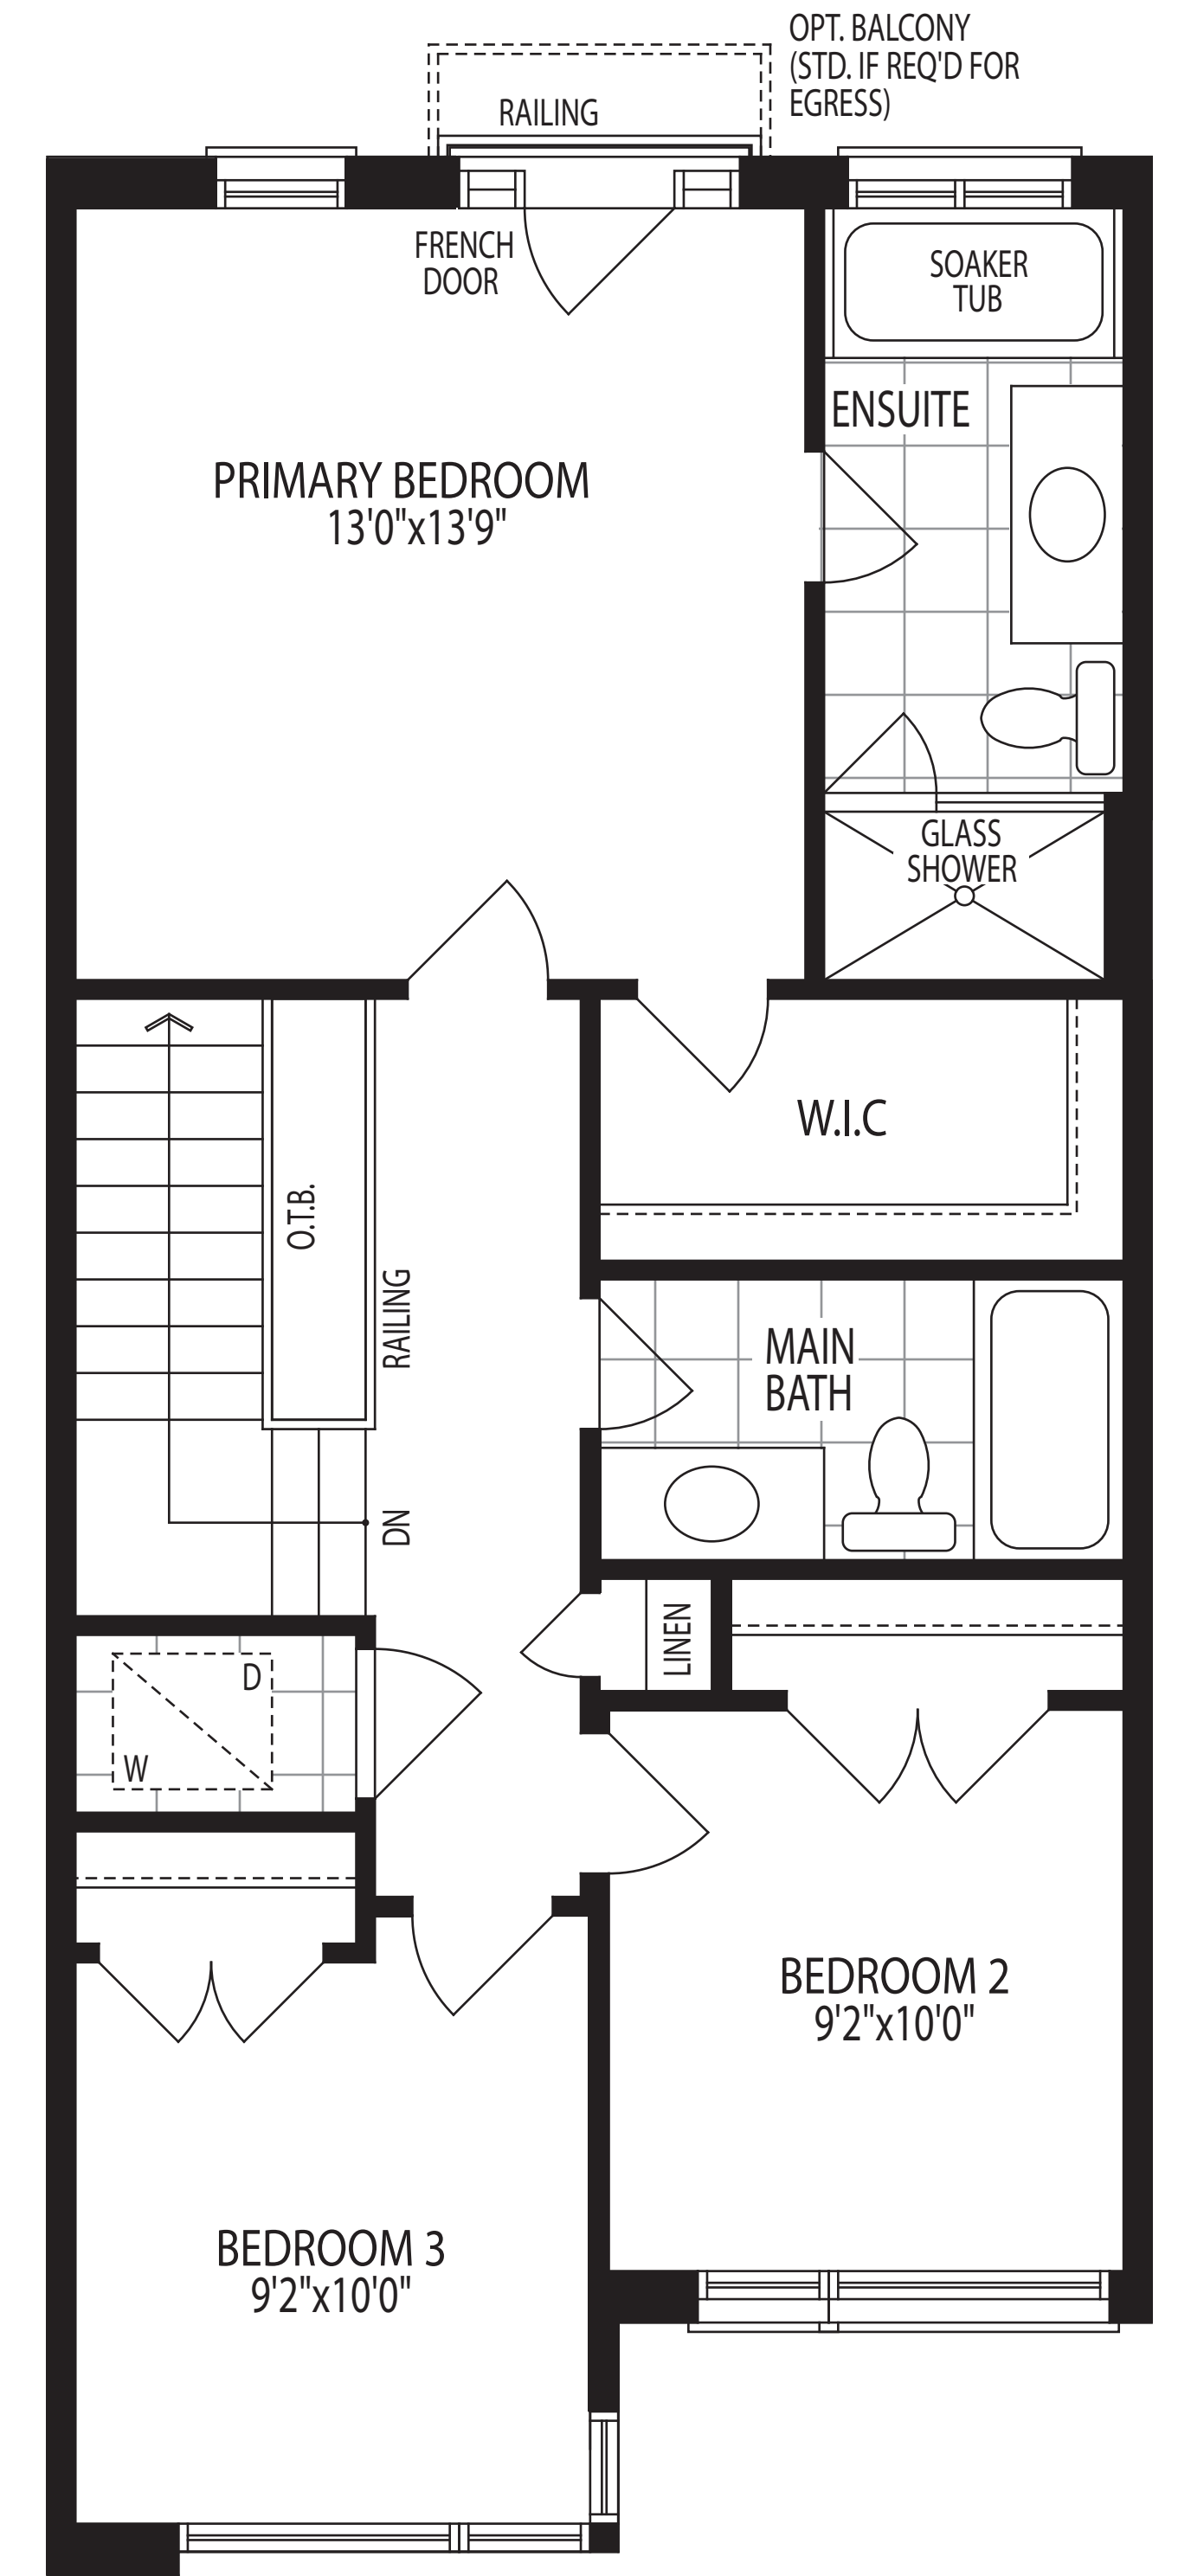 OPT. BALCONY
(STD. IF REQ'D FOR
EGRESS)
RAILING
FRENCH
DOOR
SOAKER
TUB
ENSUITE
PRIMARY BEDROOM
13'0"x13'9"
GLASS
SHOWER
W.I.C
O.T.B.
RAILING
MAIN
BATH
DN
LINEN
D
W
BEDROOM 2
9'2"x10'0"
BEDROOM 3
9'2"x10'0"